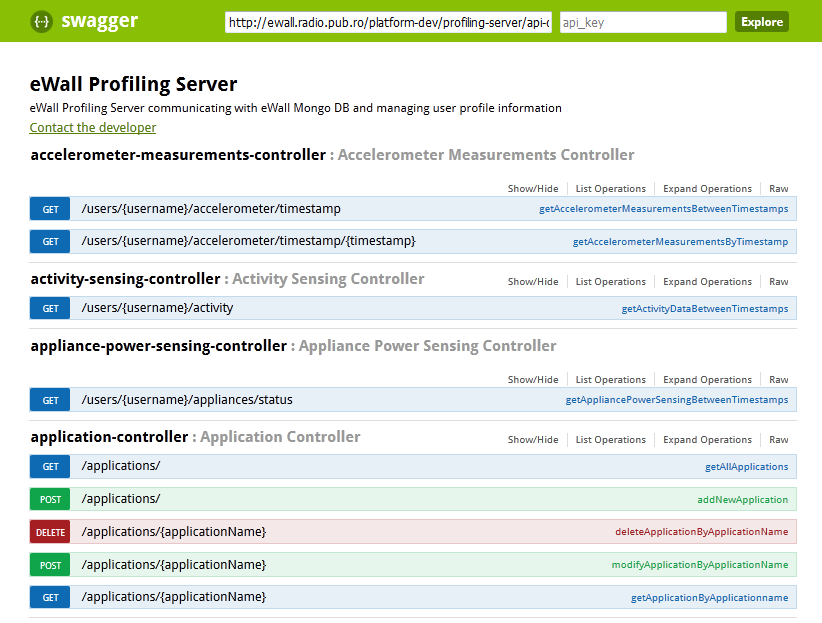 swagger http://ewall.radio.pub.ro/platform-dev/profiling-server/api- api_key Explore
eWall Profiling Server
eWall Profiling Server communicating with eWall Mongo DB and managing user profile information
Contact the developer
accelerometer-measurements-controller : Accelerometer Measurements Controller
Show/Hide List Operations Expand Operations Raw
GET /users/{username}/accelerometer/timestamp getAccelerometerMeasurementsBetweenTimestamps
GET /users/{username}/accelerometer/timestamp/{timestamp} getAccelerometerMeasurementsByTimestamp
activity-sensing-controller : Activity Sensing Controller Show/Hide List Operations Expand Operations Raw
GET /users/{username}/activity getActivityDataBetweenTimestamps
appliance-power-sensing-controller : Appliance Power Sensing Controller
Show/Hide List Operations Expand Operations Raw
GET /users/{username}/appliances/status getAppliancePowerSensingBetweenTimestamps
application-controller : Application Controller Show/Hide List Operations Expand Operations Raw
GET /applications/ getAllApplications
POST /applications/ addNewApplication
DELETE /applications/{applicationName} deleteApplicationByApplicationName
POST /applications/{applicationName} modifyApplicationByApplicationName
GET /applications/{applicationName} getApplicationByApplicationname